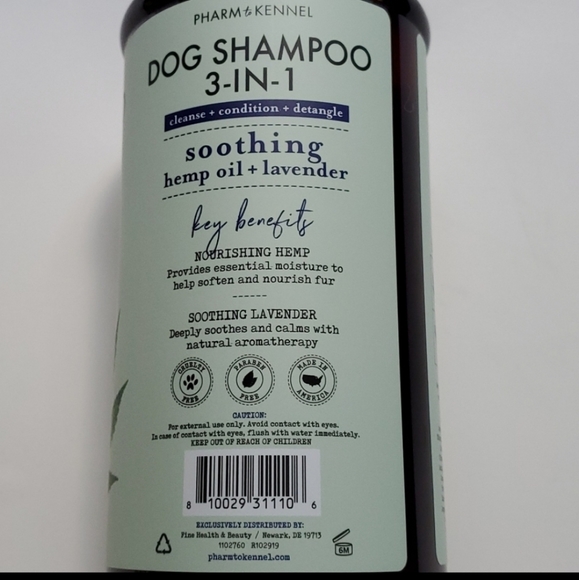 PHARM to KENNEL
DOG SHAMPOO
3-IN-1
cleanse + condition + detangle
soothing
hemp oil + lavender
key benefits
NOURISHING HEMP
Provides essential moisture to
help soften and nourish fur
SOOTHING LAVENDER
Deeply soothes and calms with
natural aromatherapy
CRUELTY FREE
PARABEN FREE
MADE IN AMERICA
CAUTION:
For external use only. Avoid contact with eyes.
In case of contact with eyes, flush with water immediately.
KEEP OUT OF REACH OF CHILDREN
8 10029 31110 6
EXCLUSIVELY DISTRIBUTED BY:
Pine Health & Beauty / Newark, DE 19713
1102760 R102919
pharmtokennel.com
6M